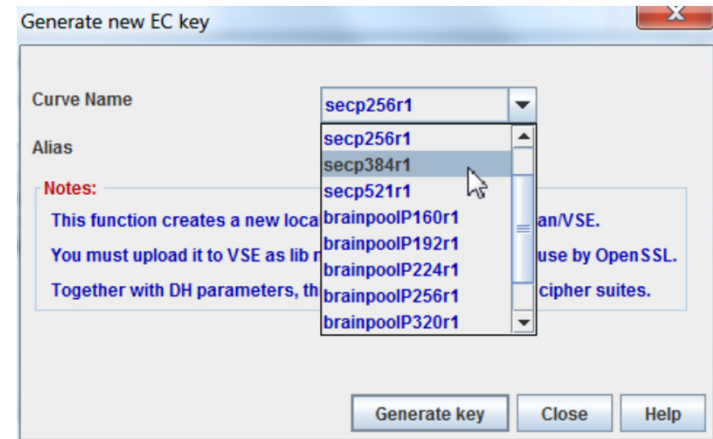 Generate new EC key
Curve Name
secp256r1
Alias
secp256r1
secp384r1
secp521r1
brainpoolP160r1
brainpoolP192r1
brainpoolP224r1
brainpoolP256r1
brainpoolP320r1
Notes:
This function creates a new an/VSE.
You must upload it to VSE as lib use by OpenSSL.
Together with DH parameters, cipher suites.
Generate key Close Help